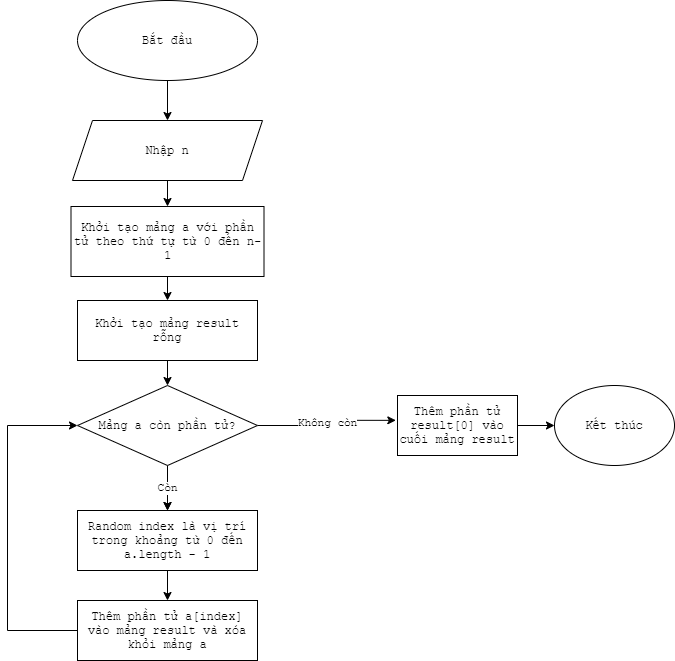 Bắt đầu
Nhập n
Khởi tạo mảng a với phần
tử theo thứ tự từ 0 đến n-
1
Khởi tạo mảng result
rỗng
Mảng a còn phần tử?
Không còn
Thêm phần tử
result[0] vào
cuối mảng result
Kết thúc
Còn
Random index là vị trí
trong khoảng từ 0 đến
a.length - 1
Thêm phần tử a[index]
vào mảng result và xóa
khỏi mảng a